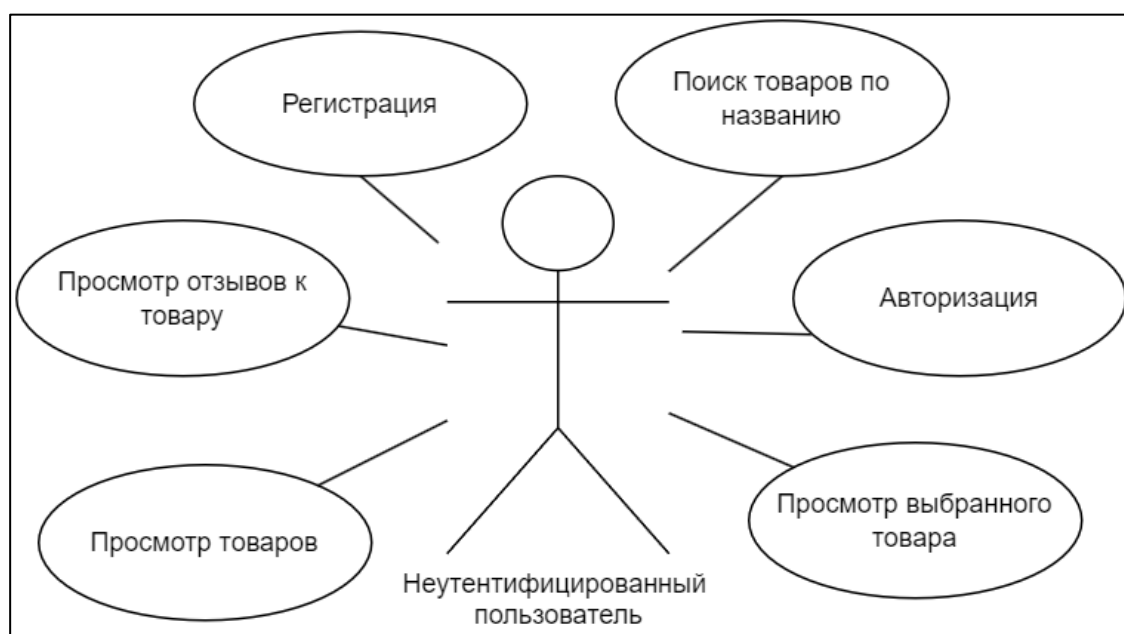 Регистрация
Поиск товаров по
названию
Просмотр отзывов к
товару
Авторизация
Просмотр товаров
Просмотр выбранного
товара
Неутентифицированный
пользователь